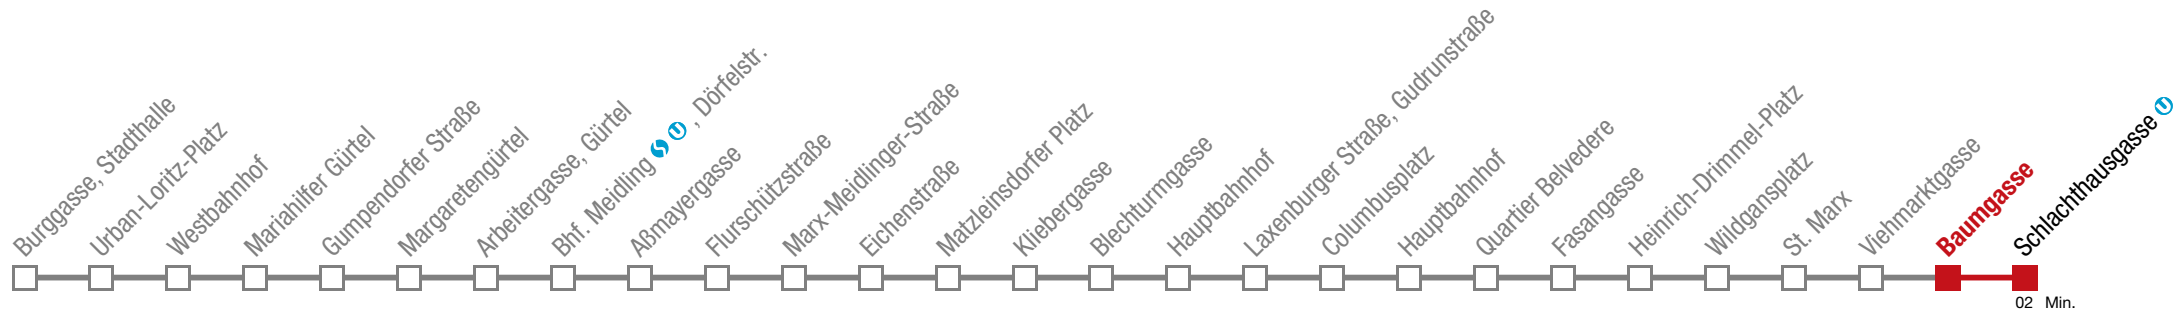 Burggasse, Stadthalle
Urban-Loritz-Platz
Westbahnhof
Mariahilfer Gürtel
Gumpendorfer Straße
Margaretengürtel
Arbeitergasse, Gürtel
Bhf. Meidling S U , Dörfelstr.
Aßmayergasse
Flurschützstraße
Marx-Meidlinger-Straße
Eichenstraße
Matzleinsdorfer Platz
Kliebergasse
Blechturmgasse
Hauptbahnhof
Laxenburger Straße, Gudrunstraße
Columbusplatz
Hauptbahnhof
Quartier Belvedere
Fasangasse
Heinrich-Drimmel-Platz
Wildgansplatz
St. Marx
Viehmarktgasse
Baumgasse
Schlachthausgasse U
02 Min.